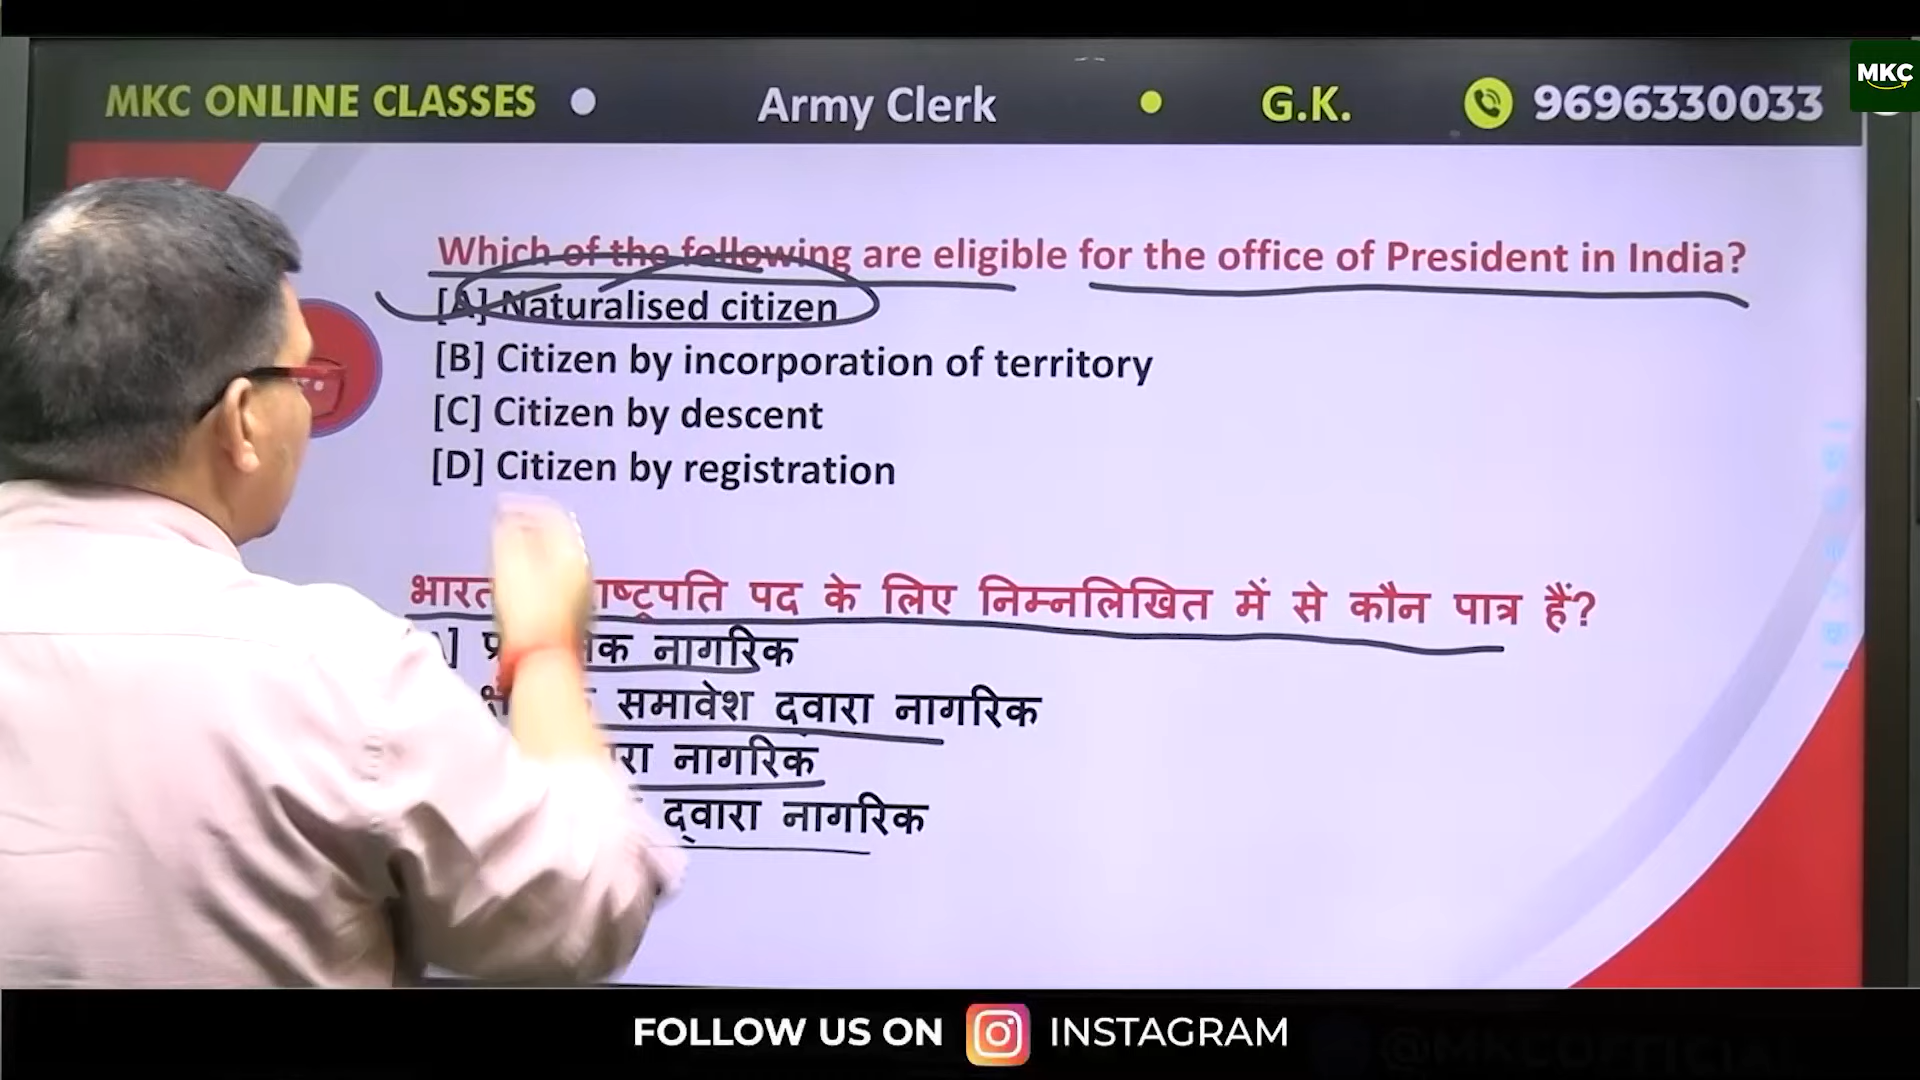 MKC ONLINE CLASSES Army Clerk G.K. 9696330033
MKC
Which of the following are eligible for the office of President in India?
[A] Naturalised citizen
[B] Citizen by incorporation of territory
[C] Citizen by descent
[D] Citizen by registration
भारत के राष्ट्रपति पद के लिए निम्नलिखित में से कौन पात्र हैं?
नागरिक
समावेश द्वारा नागरिक
नागरिक
द्वारा नागरिक
FOLLOW US ON INSTAGRAM